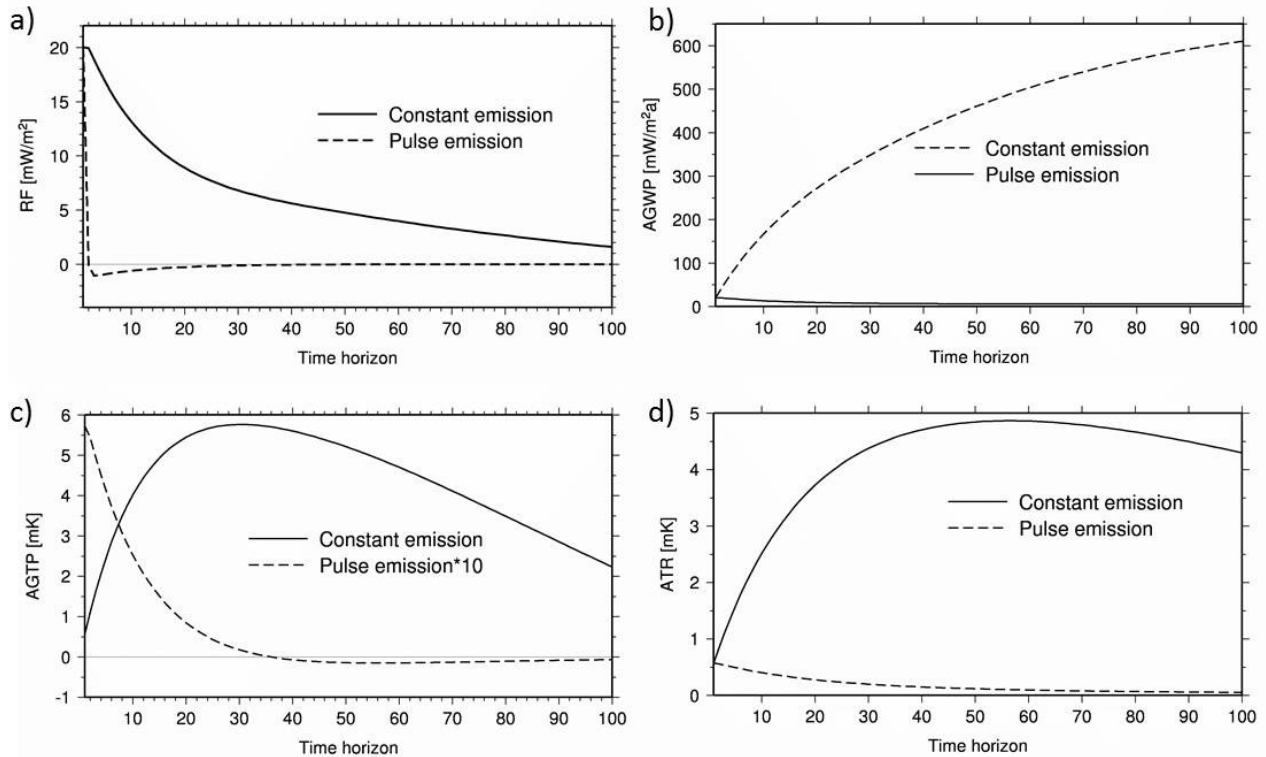 a)
RF [mW/m²]
20
15
10
5
0
Constant emission
Pulse emission
10 20 30 40 50 60 70 80 90 100
Time horizon
b)
AGWP [mW/m²a]
600
500
400
300
200
100
0
Constant emission
Pulse emission
10 20 30 40 50 60 70 80 90 100
Time horizon
c)
AGTP [mK]
6
5
4
3
2
1
0
-1
Constant emission
Pulse emission*10
10 20 30 40 50 60 70 80 90 100
Time horizon
d)
ATR [mK]
5
4
3
2
1
0
Constant emission
Pulse emission
10 20 30 40 50 60 70 80 90 100
Time horizon